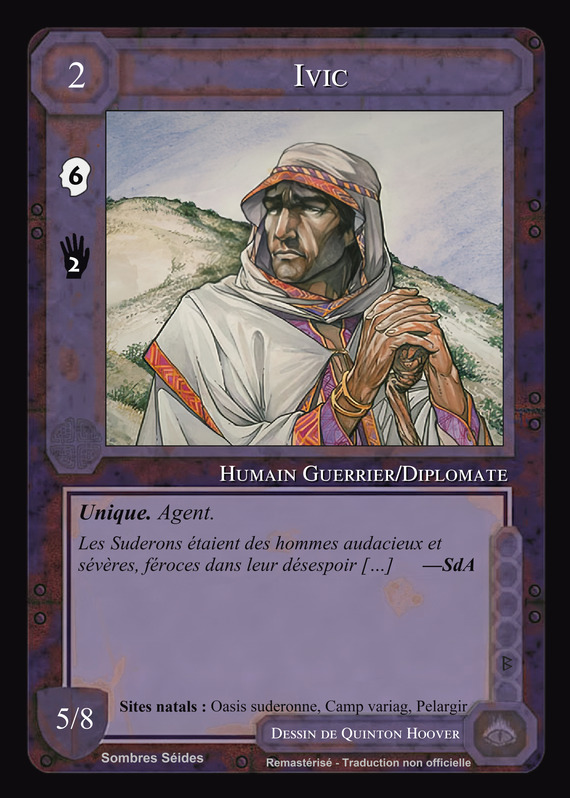 2
Ivic
6
2
Humain Guerrier/Diplomate
Unique. Agent.
Les Suderons étaient des hommes audacieux et
sévères, féroces dans leur désespoir [...] —SdA
5/8
Sites natals : Oasis suderonne, Camp variag, Pelargir
Dessin de Quinton Hoover
Sombres Séides
Remastérisé - Traduction non officielle